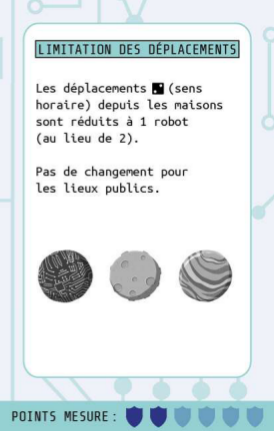 LIMITATION DES DÉPLACEMENTS
Les déplacements (sens
horaire) depuis les maisons
sont réduits à 1 robot
(au lieu de 2).
Pas de changement pour
les lieux publics.
POINTS MESURE :